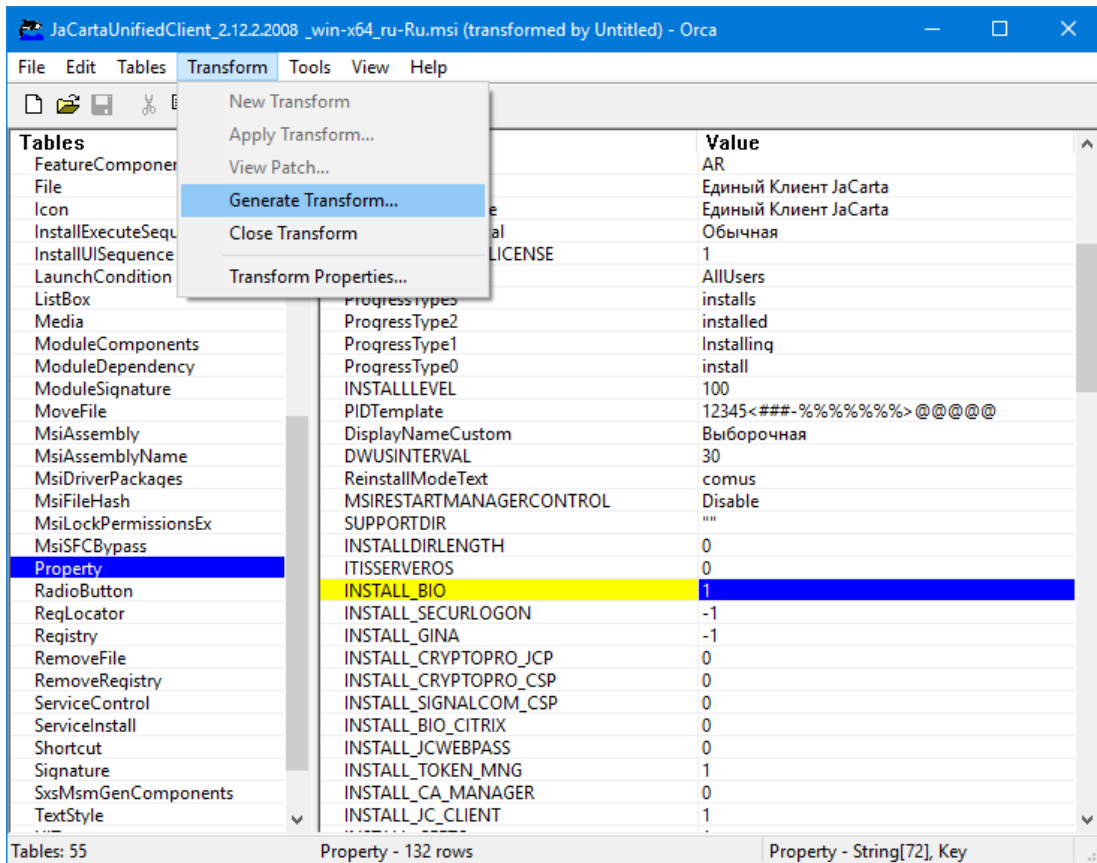 JaCartaUnifiedClient_2.12.2.2008 _win-x64_ru-Ru.msi (transformed by Untitled) - Orca
File Edit Tables Transform Tools View Help
New Transform
Apply Transform...
View Patch...
Generate Transform...
Close Transform
Transform Properties...
Tables Value
FeatureComponen AR
File Единый Клиент JaCarta
Icon Единый Клиент JaCarta
InstallExecuteSequ al Обычная
InstallUISequence LICENSE 1
LaunchCondition AllUsers
ListBox ProgressType3 installs
Media ProgressType2 installed
ModuleComponents ProgressType1 Installing
ModuleDependency ProgressType0 install
ModuleSignature INSTALLLEVEL 100
MoveFile PIDTemplate 12345<###-%%%%%%%>@@@@@
MsiAssembly DisplayNameCustom Выборочная
MsiAssemblyName DWUSINTERVAL 30
MsiDriverPackages ReinstallModeText comus
MsiFileHash MSIRESTARTMANAGERCONTROL Disable
MsiLockPermissionsEx SUPPORTDIR ""
MsiSFCBypass INSTALLDIRLENGTH 0
Property ITISSERVEROS 0
RadioButton INSTALL_BIO 1
RegLocator INSTALL_SECURLOGON -1
Registry INSTALL_GINA -1
RemoveFile INSTALL_CRYPTOPRO_JCP 0
RemoveRegistry INSTALL_CRYPTOPRO_CSP 0
ServiceControl INSTALL_SIGNALCOM_CSP 0
ServiceInstall INSTALL_BIO_CITRIX 0
Shortcut INSTALL_JCWEBPASS 0
Signature INSTALL_TOKEN_MNG 1
SxsMsmGenComponents INSTALL_CA_MANAGER 0
TextStyle INSTALL_JC_CLIENT 1
Tables: 55 Property - 132 rows Property - String[72], Key